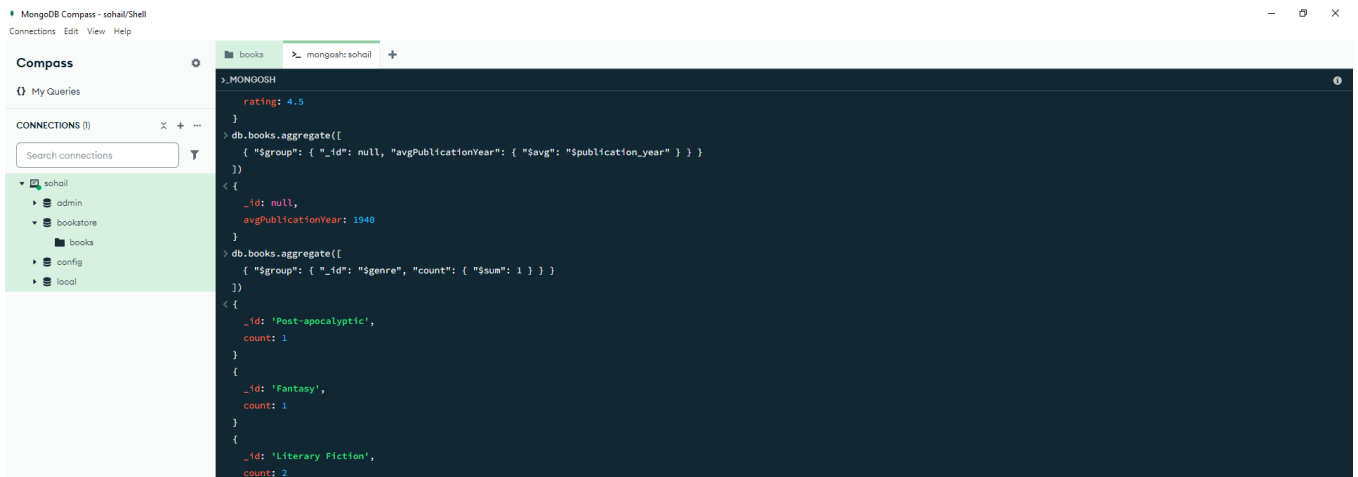 MongoDB Compass - sohail/Shell
Connections Edit View Help
Compass
My Queries
CONNECTIONS (1)
Search connections
sohail
admin
bookstore
books
config
local
books
>_ mongosh: sohail
>_MONGOSH
rating: 4.5
}
> db.books.aggregate([
{ "$group": { "_id": null, "avgPublicationYear": { "$avg": "$publication_year" } } }
])
< {
_id: null,
avgPublicationYear: 1940
}
> db.books.aggregate([
{ "$group": { "_id": "$genre", "count": { "$sum": 1 } } }
])
< {
_id: 'Post-apocalyptic',
count: 1
}
{
_id: 'Fantasy',
count: 1
}
{
_id: 'Literary Fiction',
count: 2